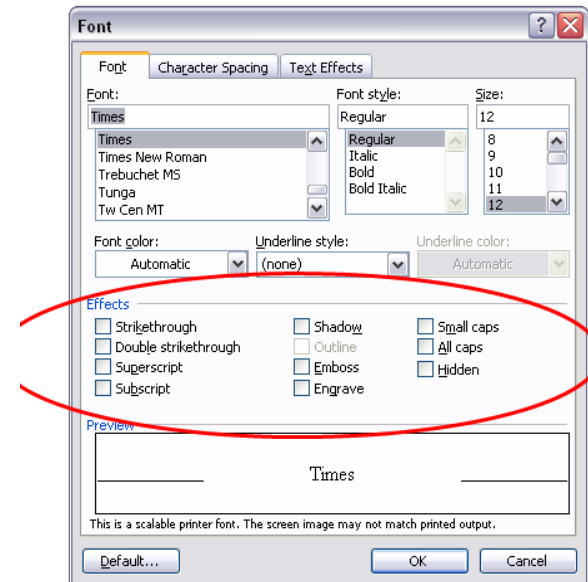 Font
Font Character Spacing Text Effects
Font: Font style: Size:
Times Regular 12
Times Regular 8
Times New Roman Italic 9
Trebuchet MS Bold 10
Tunga Bold Italic 11
Tw Cen MT 12
Font color: Underline style: Underline color:
Automatic (none) Automatic
Effects
Strikethrough Shadow Small caps
Double strikethrough Outline All caps
Superscript Emboss Hidden
Subscript Engrave
Preview
Times
This is a scalable printer font. The screen image may not match printed output.
Default... OK Cancel